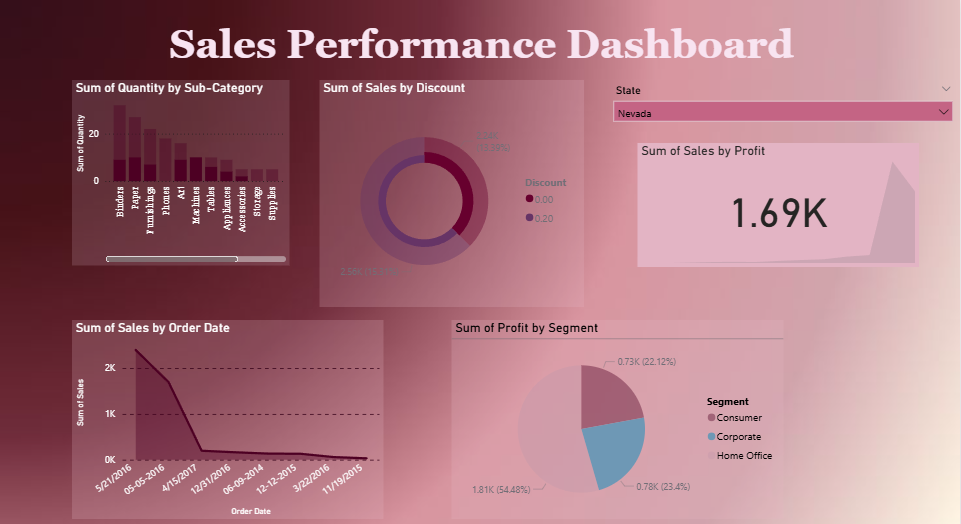 Sales Performance Dashboard
Sum of Quantity by Sub-Category
Sum of Quantity
20
0
Binders
Paper
Furnishings
Phones
Art
Machines
Tables
Appliances
Accessories
Storage
Supplies
Sum of Sales by Discount
Discount
0.00
0.20
State
Nevada
Sum of Sales by Profit
1.69K
Sum of Sales by Order Date
Sum of Sales
2K
1K
0K
5/21/2016
05-05-2016
4/15/2017
12/31/2016
06-09-2014
12-12-2015
3/22/2016
11/19/2015
Order Date
Sum of Profit by Segment
0.73K (22.12%)
0.78K (23.4%)
1.81K (54.48%)
Segment
Consumer
Corporate
Home Office